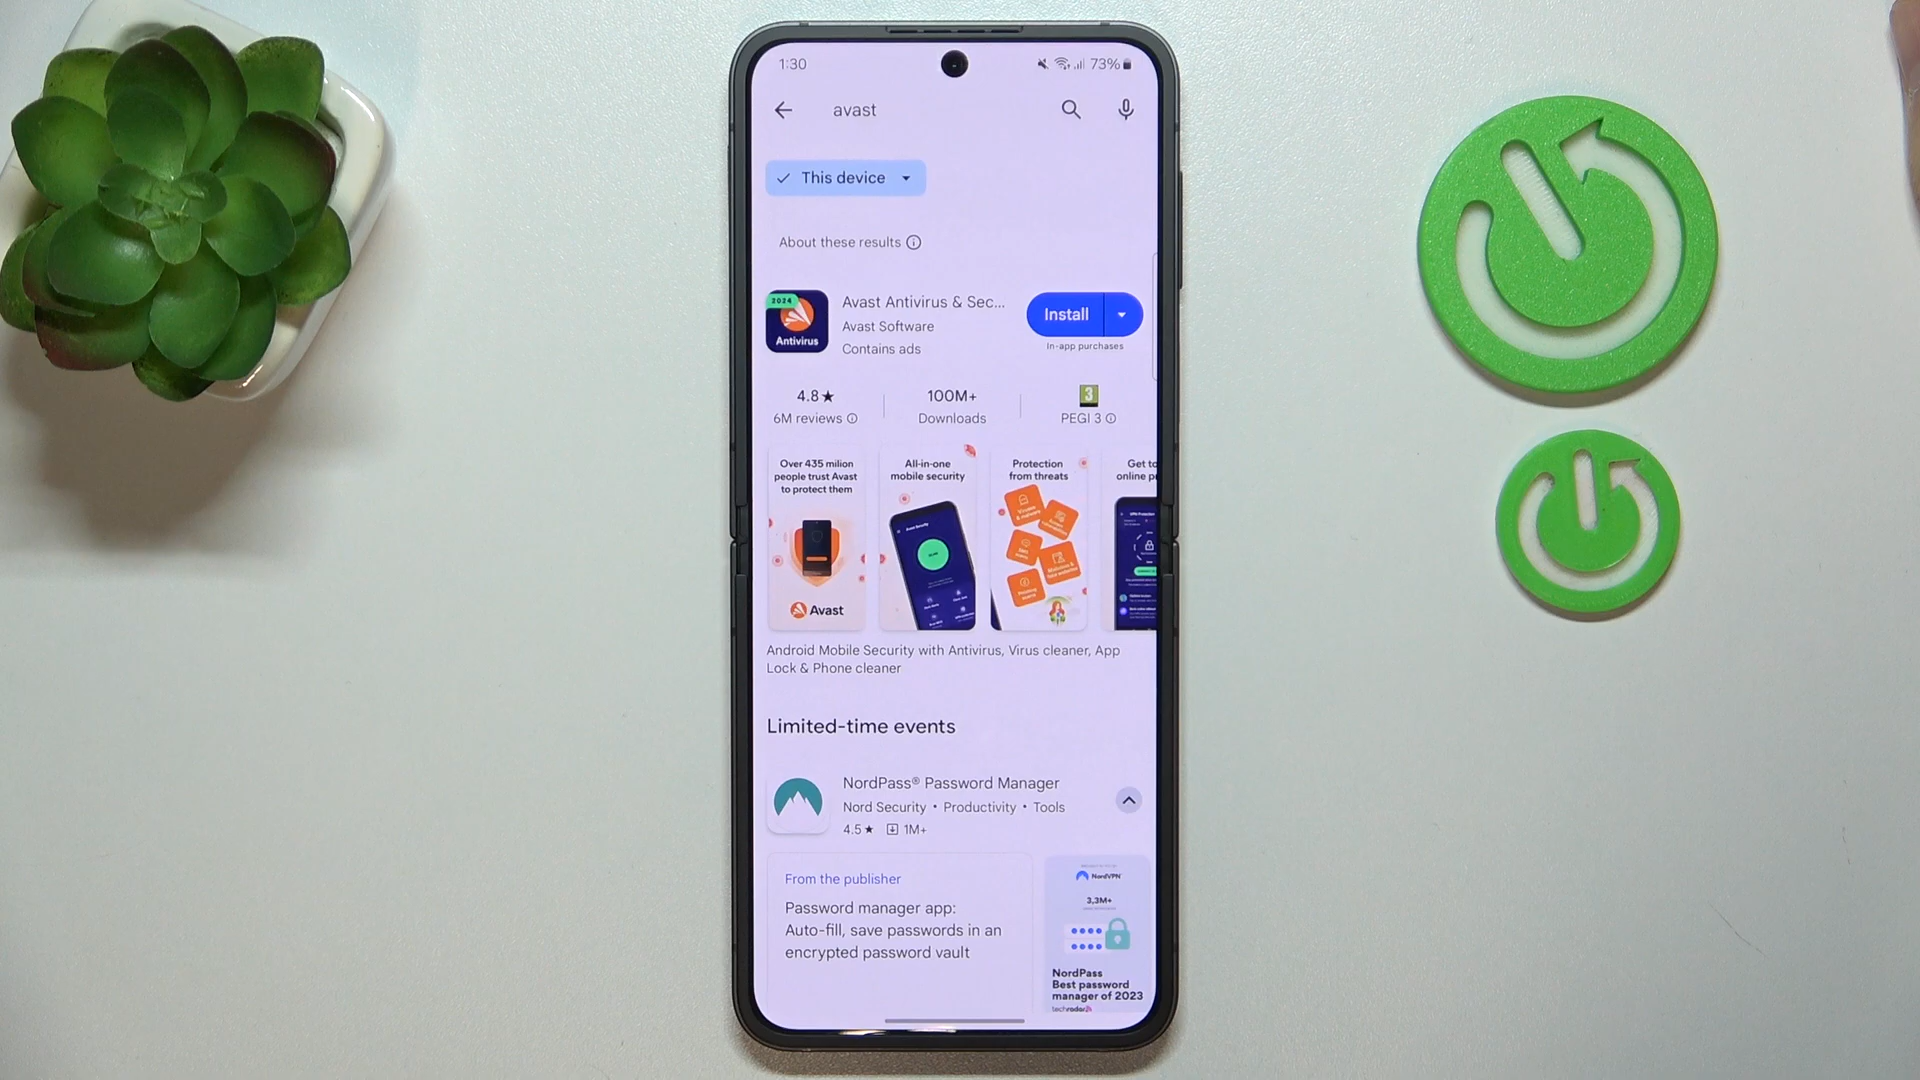 1:30
73%
avast
This device
About these results
2024
Antivirus
Avast Antivirus & Sec...
Avast Software
Contains ads
Install
In-app purchases
4.8★
6M reviews
100M+
Downloads
3
PEGI 3
Over 435 milion
people trust Avast
to protect them
Avast
All-in-one
mobile security
Protection
from threats
Get to
online pr
Android Mobile Security with Antivirus, Virus cleaner, App
Lock & Phone cleaner
Limited-time events
NordPass® Password Manager
Nord Security • Productivity • Tools
4.5★ 1M+
From the publisher
Password manager app:
Auto-fill, save passwords in an
encrypted password vault
NordVPN
3,3M+
NordPass
Best password
manager of 2023
techradar